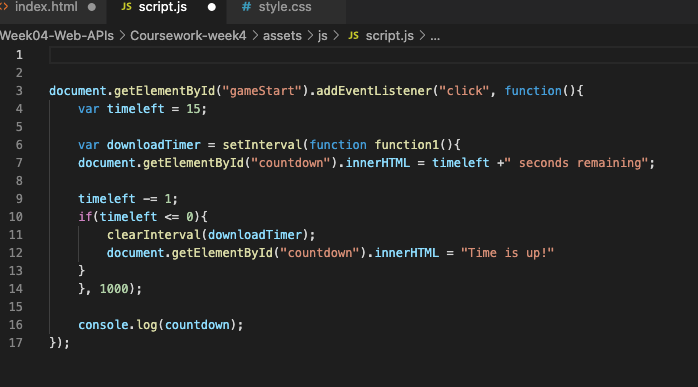 index.html JS script.js # style.css
Week04-Web-APIs > Coursework-week4 > assets > js > JS script.js > ...
1
2
3 document.getElementById("gameStart").addEventListener("click", function(){
4 var timeleft = 15;
5
6 var downloadTimer = setInterval(function function1(){
7 document.getElementById("countdown").innerHTML = timeleft +" seconds remaining";
8
9 timeleft -= 1;
10 if(timeleft <= 0){
11 clearInterval(downloadTimer);
12 document.getElementById("countdown").innerHTML = "Time is up!"
13 }
14 }, 1000);
15
16 console.log(countdown);
17 });